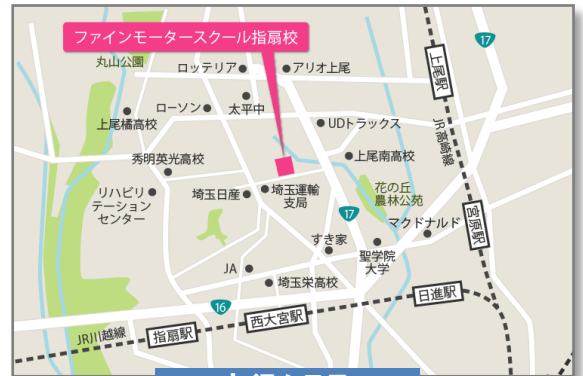 ファインモータースクール指扇校
17
丸山公園
ロッテリア
アリオ上尾
上尾駅
JR高崎線
ローソン
太平中
上尾橘高校
UDトラックス
秀明英光高校
上尾南高校
リハビリ
テーション
センター
埼玉日産
埼玉運輸
支局
花の丘
農林公苑
17
マクドナルド
宮原駅
すき家
聖学院
大学
JA
埼玉栄高校
16
日進駅
西大宮駅
指扇駅
JR川越線